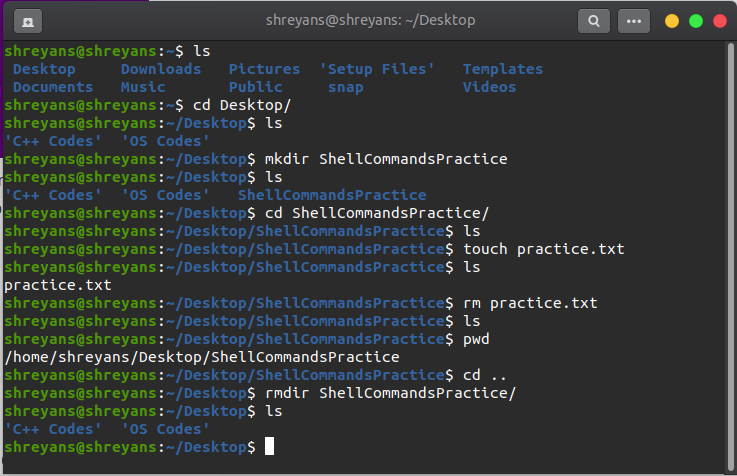 shreyans@shreyans: ~/Desktop
shreyans@shreyans:~$ ls
Desktop Downloads Pictures 'Setup Files' Templates
Documents Music Public snap Videos
shreyans@shreyans:~$ cd Desktop/
shreyans@shreyans:~/Desktop$ ls
'C++ Codes' 'OS Codes'
shreyans@shreyans:~/Desktop$ mkdir ShellCommandsPractice
shreyans@shreyans:~/Desktop$ ls
'C++ Codes' 'OS Codes' ShellCommandsPractice
shreyans@shreyans:~/Desktop$ cd ShellCommandsPractice/
shreyans@shreyans:~/Desktop/ShellCommandsPractice$ ls
shreyans@shreyans:~/Desktop/ShellCommandsPractice$ touch practice.txt
shreyans@shreyans:~/Desktop/ShellCommandsPractice$ ls
practice.txt
shreyans@shreyans:~/Desktop/ShellCommandsPractice$ rm practice.txt
shreyans@shreyans:~/Desktop/ShellCommandsPractice$ ls
shreyans@shreyans:~/Desktop/ShellCommandsPractice$ pwd
/home/shreyans/Desktop/ShellCommandsPractice
shreyans@shreyans:~/Desktop/ShellCommandsPractice$ cd ..
shreyans@shreyans:~/Desktop$ rmdir ShellCommandsPractice/
shreyans@shreyans:~/Desktop$ ls
'C++ Codes' 'OS Codes'
shreyans@shreyans:~/Desktop$